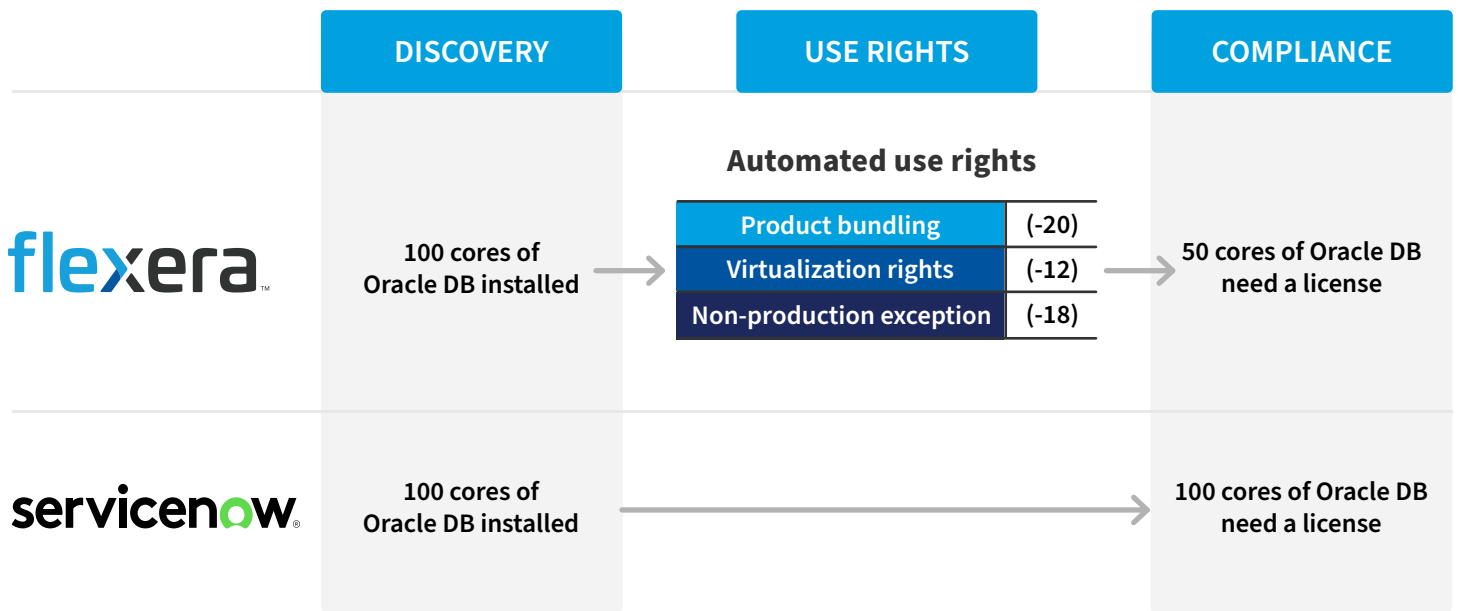 DISCOVERY
USE RIGHTS
COMPLIANCE
flexera™
100 cores of
Oracle DB installed
Automated use rights
Product bundling (-20)
Virtualization rights (-12)
Non-production exception (-18)
50 cores of Oracle DB
need a license
servicenow®
100 cores of
Oracle DB installed
100 cores of Oracle DB
need a license